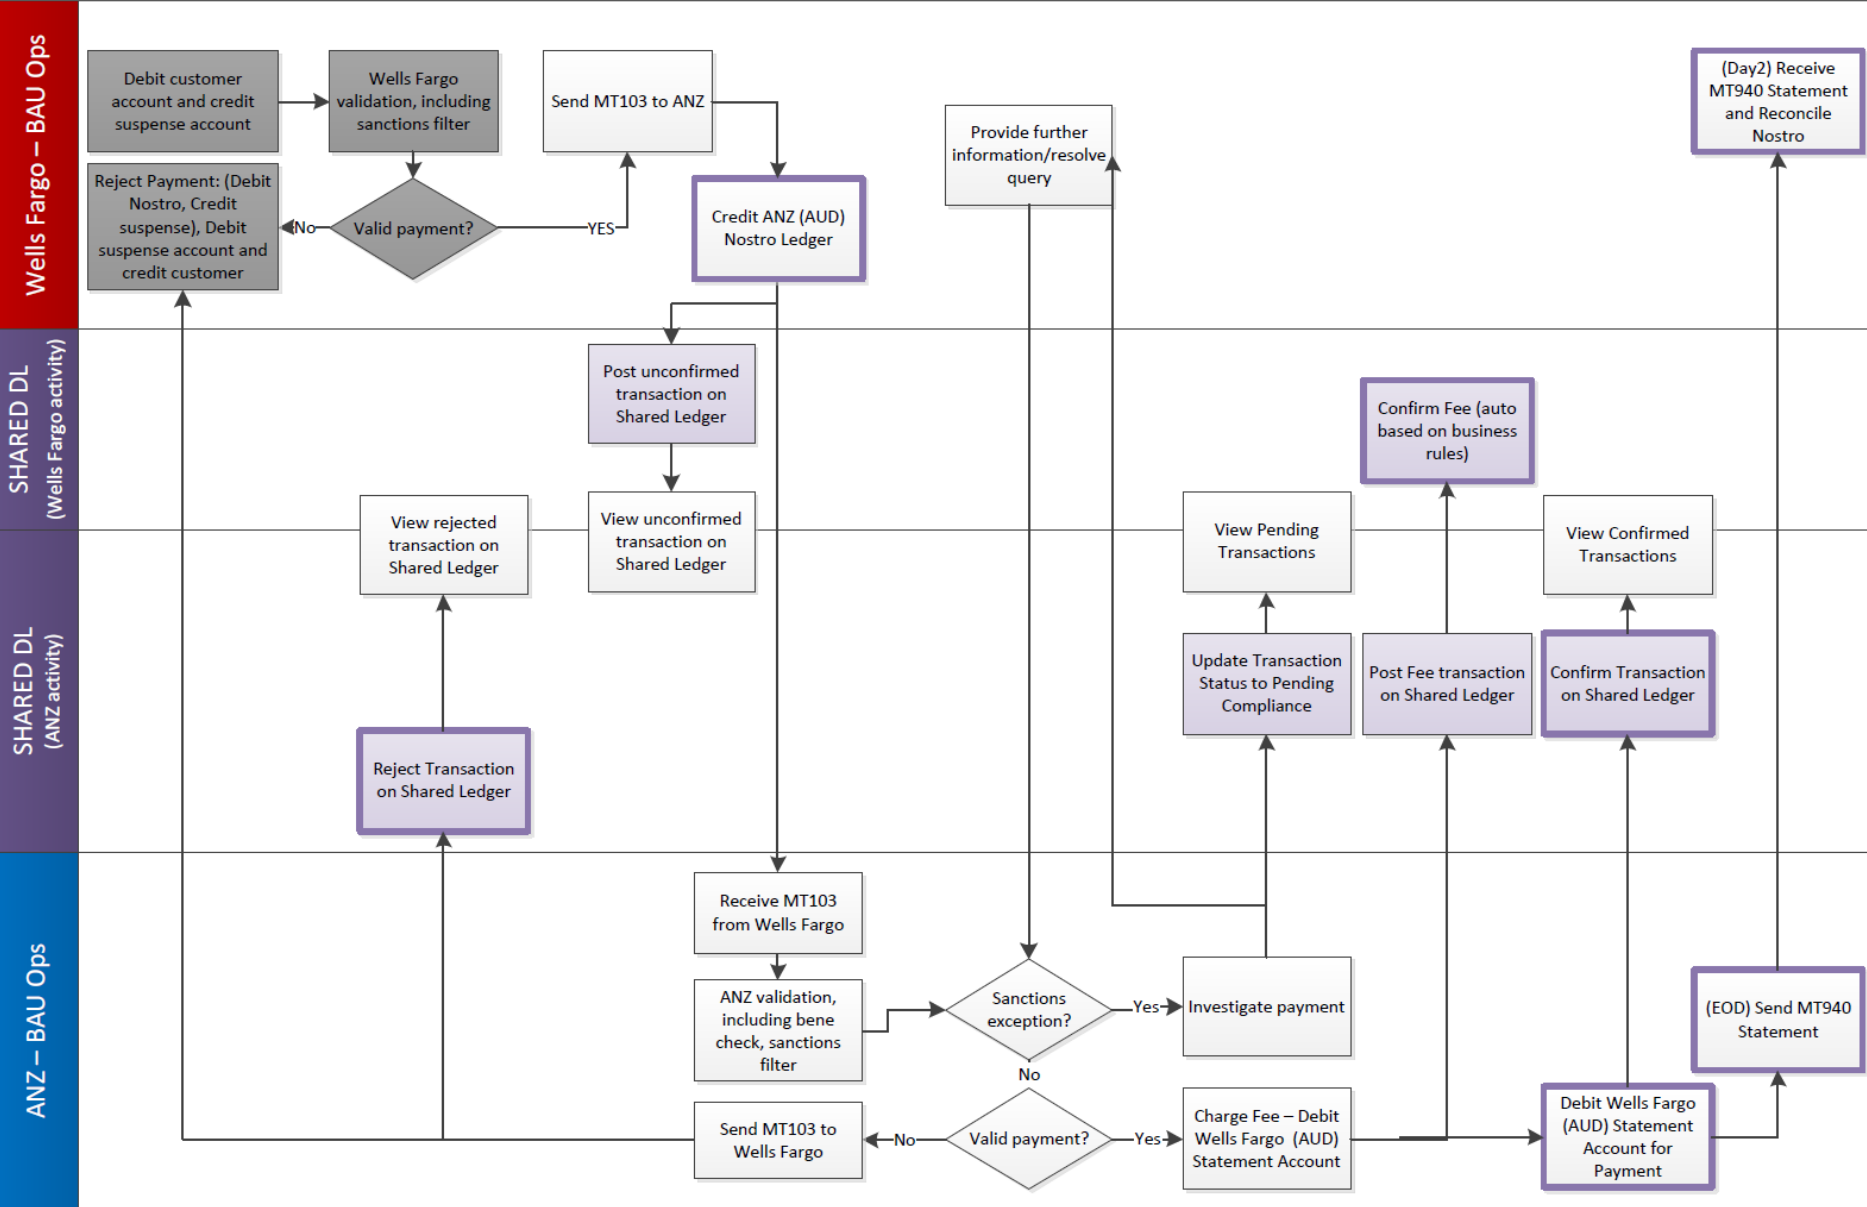 Wells Fargo – BAU Ops
Debit customer
account and credit
suspense account
Wells Fargo
validation, including
sanctions filter
Send MT103 to ANZ
Reject Payment: (Debit
Nostro, Credit
suspense), Debit
suspense account and
credit customer
No
Valid payment?
YES
Credit ANZ (AUD)
Nostro Ledger
Provide further
information/resolve
query
(Day2) Receive
MT940 Statement
and Reconcile
Nostro
SHARED DL
(Wells Fargo activity)
Post unconfirmed
transaction on
Shared Ledger
Confirm Fee (auto
based on business
rules)
View rejected
transaction on
Shared Ledger
View unconfirmed
transaction on
Shared Ledger
View Pending
Transactions
View Confirmed
Transactions
SHARED DL
(ANZ activity)
Update Transaction
Status to Pending
Compliance
Post Fee transaction
on Shared Ledger
Confirm Transaction
on Shared Ledger
Reject Transaction
on Shared Ledger
ANZ – BAU Ops
Receive MT103
from Wells Fargo
ANZ validation,
including bene
check, sanctions
filter
Sanctions
exception?
Yes
Investigate payment
(EOD) Send MT940
Statement
No
Send MT103 to
Wells Fargo
No
Valid payment?
Yes
Charge Fee – Debit
Wells Fargo (AUD)
Statement Account
Debit Wells Fargo
(AUD) Statement
Account for
Payment